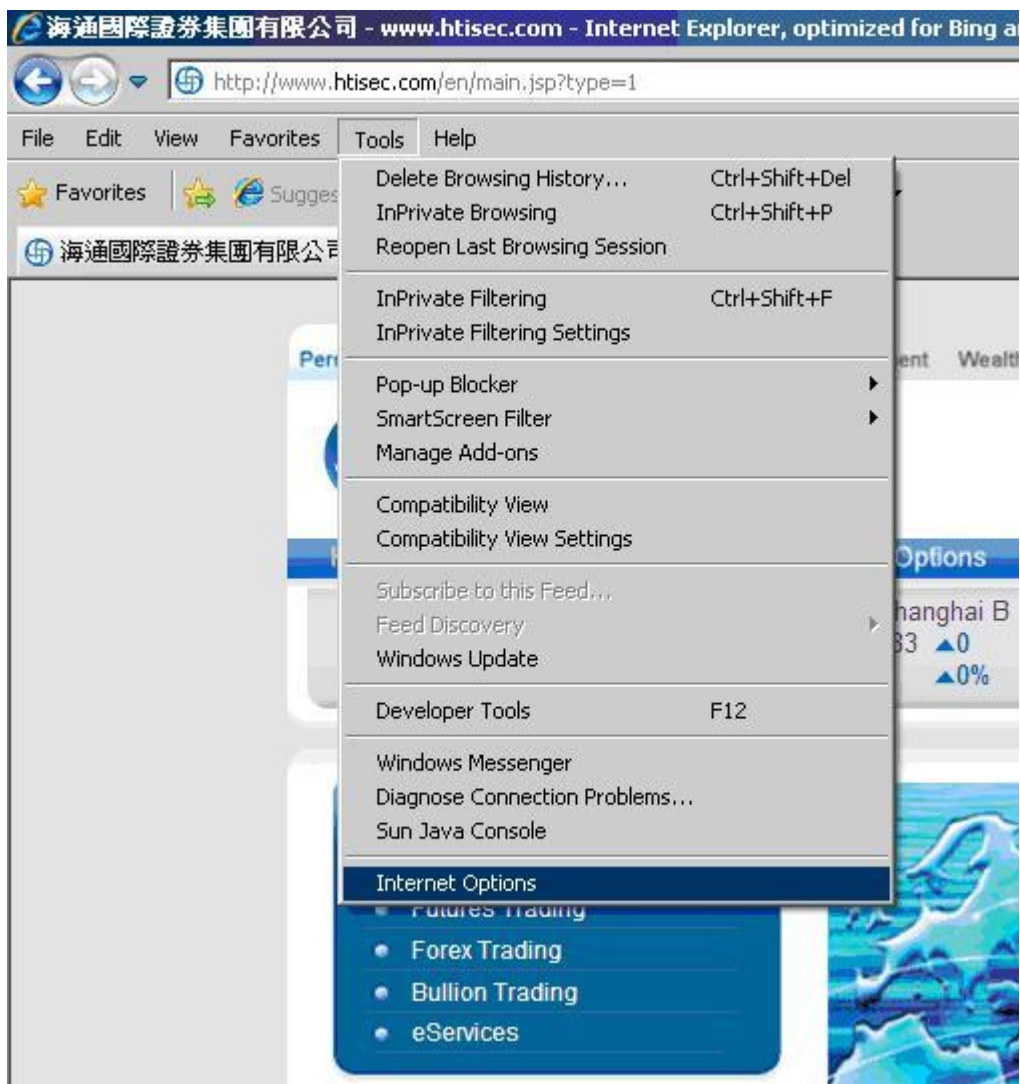 海通國際證券集團有限公司 - www.htisec.com - Internet Explorer, optimized for Bing
http://www.htisec.com/en/main.jsp?type=1
File Edit View Favorites Tools Help
Favorites
海通國際證券集團有限公司
Delete Browsing History... Ctrl+Shift+Del
InPrivate Browsing Ctrl+Shift+P
Reopen Last Browsing Session
InPrivate Filtering Ctrl+Shift+F
InPrivate Filtering Settings
Pop-up Blocker
SmartScreen Filter
Manage Add-ons
Compatibility View
Compatibility View Settings
Subscribe to this Feed...
Feed Discovery
Windows Update
Developer Tools F12
Windows Messenger
Diagnose Connection Problems...
Sun Java Console
Internet Options
Options
B
▲0
▲0%
Futures Trading
Forex Trading
Bullion Trading
eServices